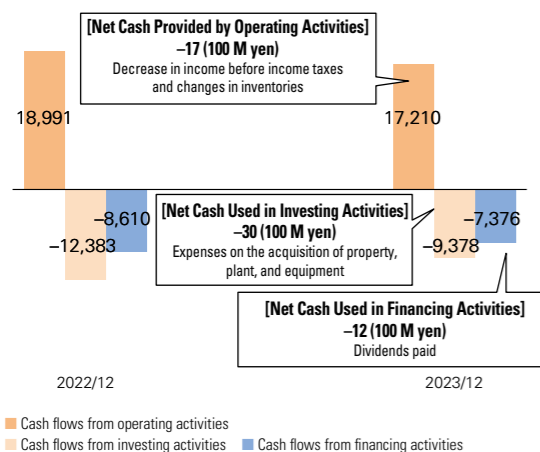 [Net Cash Provided by Operating Activities]
–17 (100 M yen)
Decrease in income before income taxes
and changes in inventories
18,991
17,210
[Net Cash Used in Investing Activities]
–30 (100 M yen)
Expenses on the acquisition of property,
plant, and equipment
–8,610
–12,383
–7,376
–9,378
[Net Cash Used in Financing Activities]
–12 (100 M yen)
Dividends paid
2022/12
2023/12
Cash flows from operating activities
Cash flows from investing activities
Cash flows from financing activities